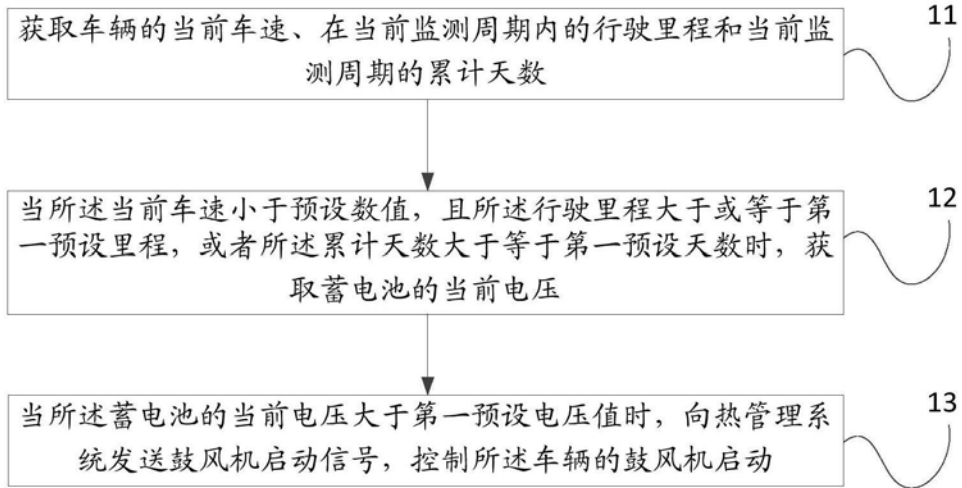 获取车辆的当前车速、在当前监测周期内的行驶里程和当前监
测周期的累计天数
11
当所述当前车速小于预设数值，且所述行驶里程大于或等于第
一预设里程，或者所述累计天数大于等于第一预设天数时，获
取蓄电池的当前电压
12
当所述蓄电池的当前电压大于第一预设电压值时，向热管理系
统发送鼓风机启动信号，控制所述车辆的鼓风机启动
13